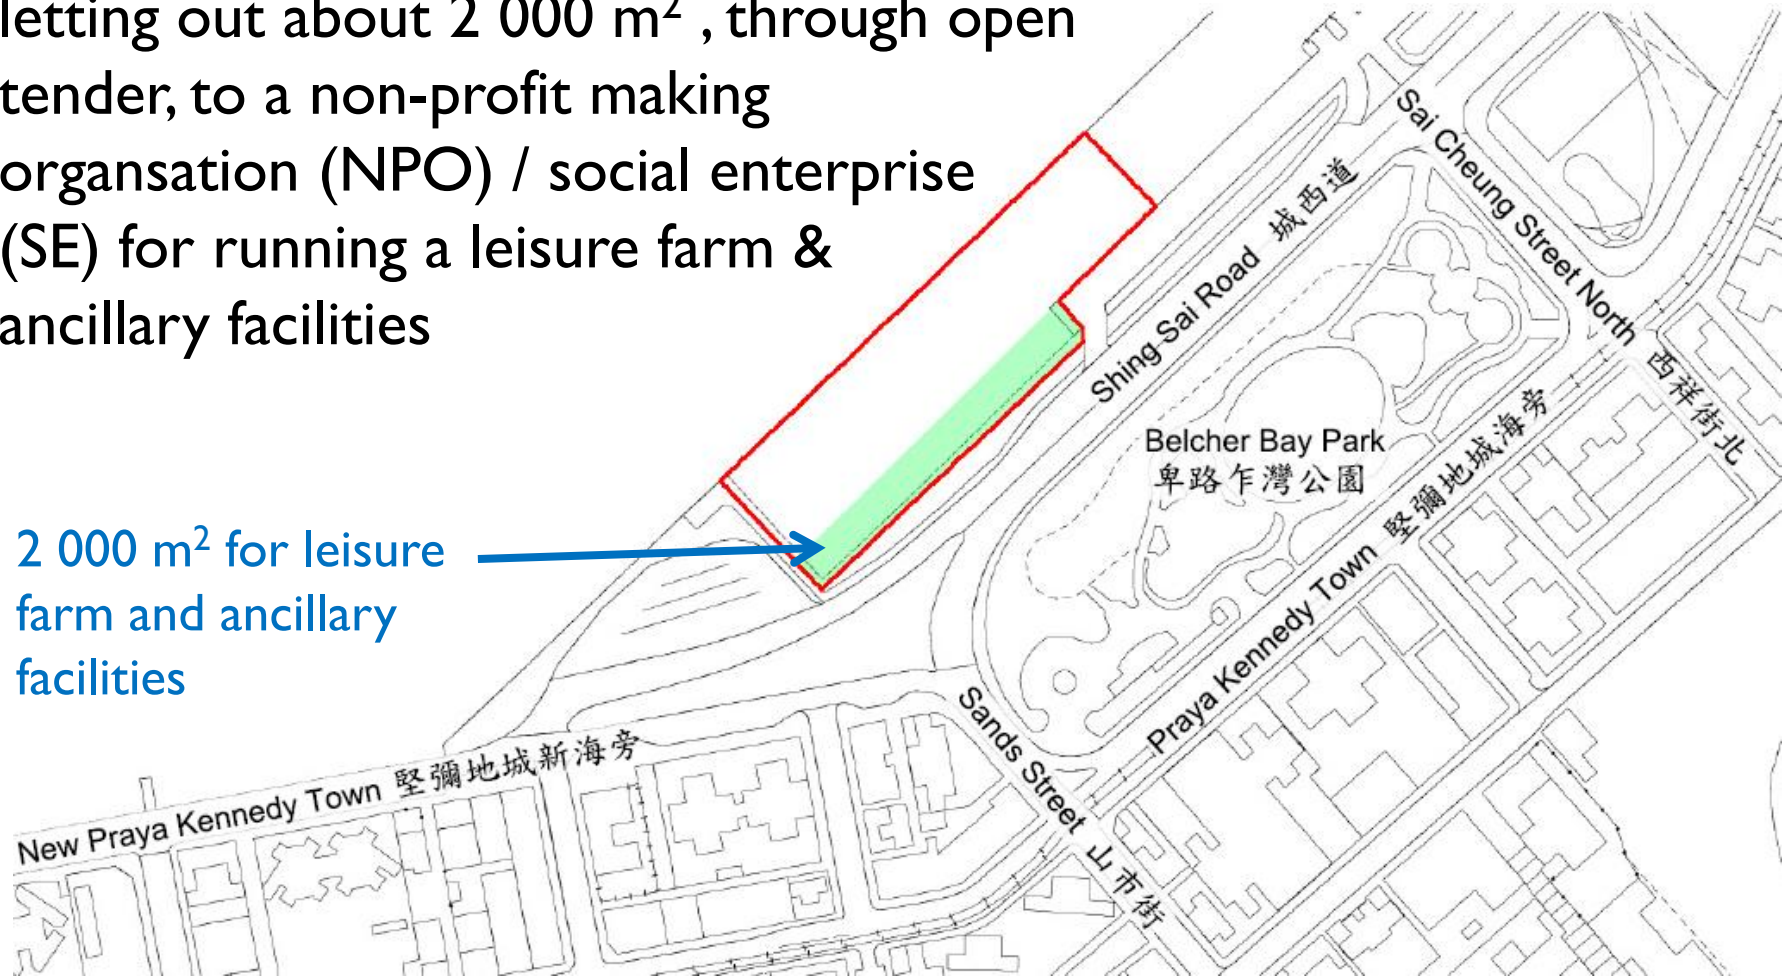 letting out about 2 000 m², through open
tender, to a non-profit making
organsation (NPO) / social enterprise
(SE) for running a leisure farm &
ancillary facilities
2 000 m² for leisure
farm and ancillary
facilities
Sai Cheung Street North 西祥街北
Shing Sai Road 城西道
Belcher Bay Park
卑路乍灣公園
Praya Kennedy Town 堅彌地城海旁
Sands Street 山市街
New Praya Kennedy Town 堅彌地城新海旁